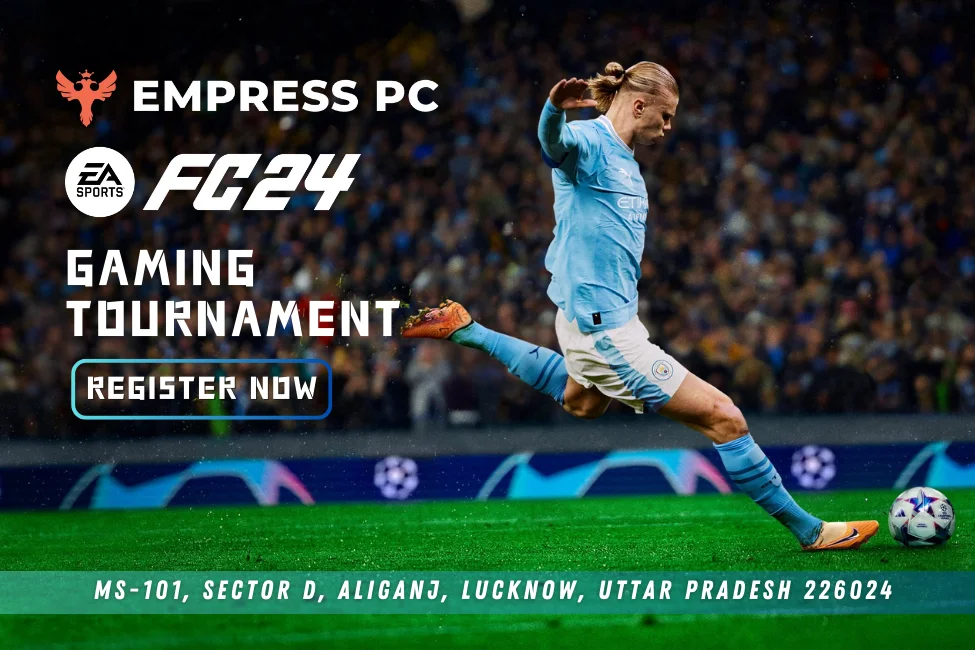 EMPRESS PC
EA
SPORTS
FC24
GAMING
TOURNAMENT
REGISTER NOW
MS-101, SECTOR D, ALIGANJ, LUCKNOW, UTTAR PRADESH 226024